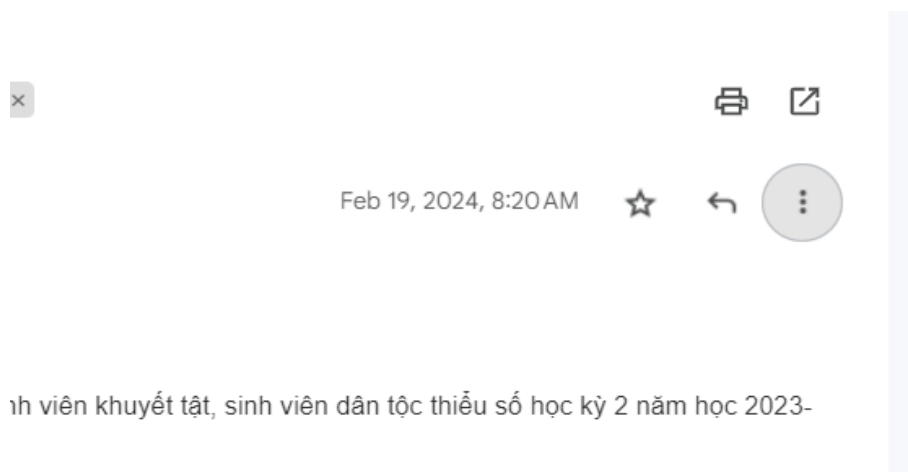 Feb 19, 2024, 8:20 AM
viên khuyết tật, sinh viên dân tộc thiểu số học kỳ 2 năm học 2023-